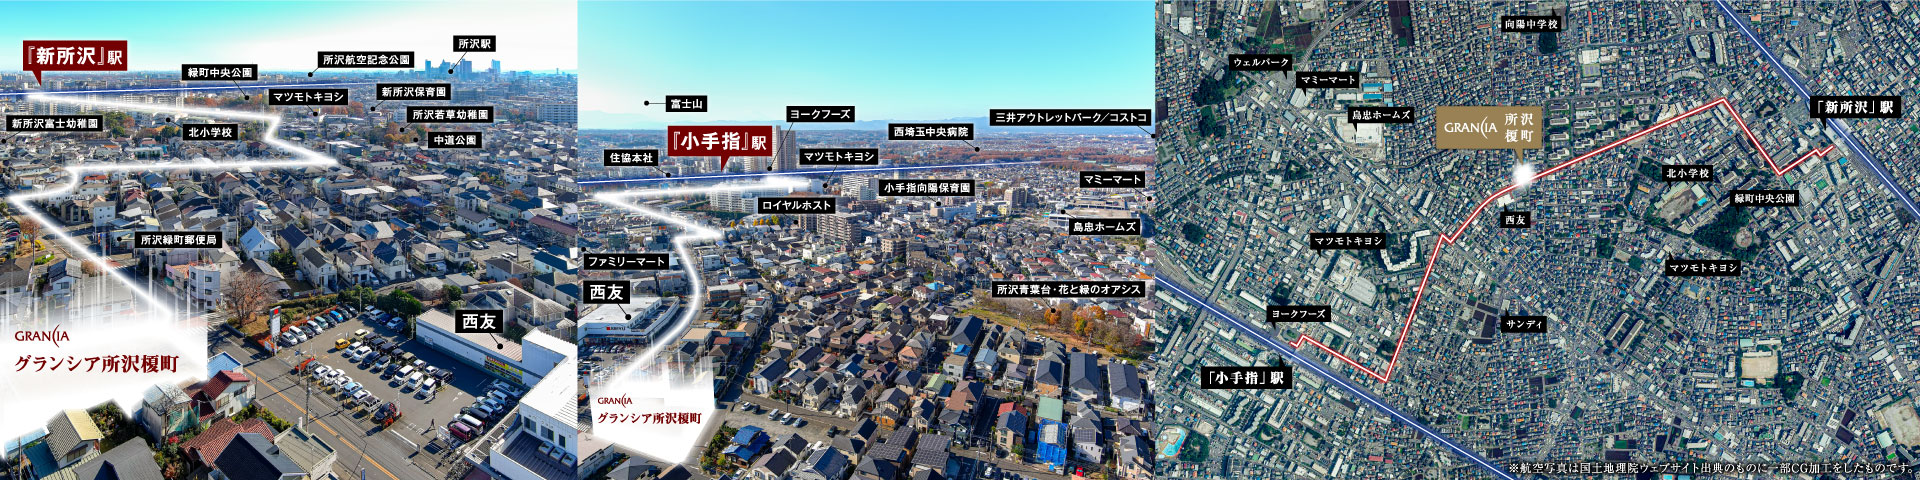 『新所沢』駅
緑町中央公園
所沢航空記念公園
所沢駅
マツモトキヨシ
新所沢保育園
新所沢富士幼稚園
北小学校
所沢若草幼稚園
中道公園
所沢緑町郵便局
西友
GRANCIA
グランシア所沢榎町
富士山
ヨークフーズ
三井アウトレットパーク/コストコ
『小手指』駅
西埼玉中央病院
住協本社
マツモトキヨシ
マミーマート
小手指向陽保育園
ロイヤルホスト
島忠ホームズ
ファミリーマート
西友
所沢青葉台・花と緑のオアシス
GRANCIA
グランシア所沢榎町
向陽中学校
ウェルパーク
マミーマート
島忠ホームズ
GRANCIA
所沢
榎町
「新所沢」駅
北小学校
緑町中央公園
西友
マツモトキヨシ
マツモトキヨシ
ヨークフーズ
サンディ
「小手指」駅
※航空写真は国土地理院ウェブサイト出典のものに一部CG加工をしたものです。